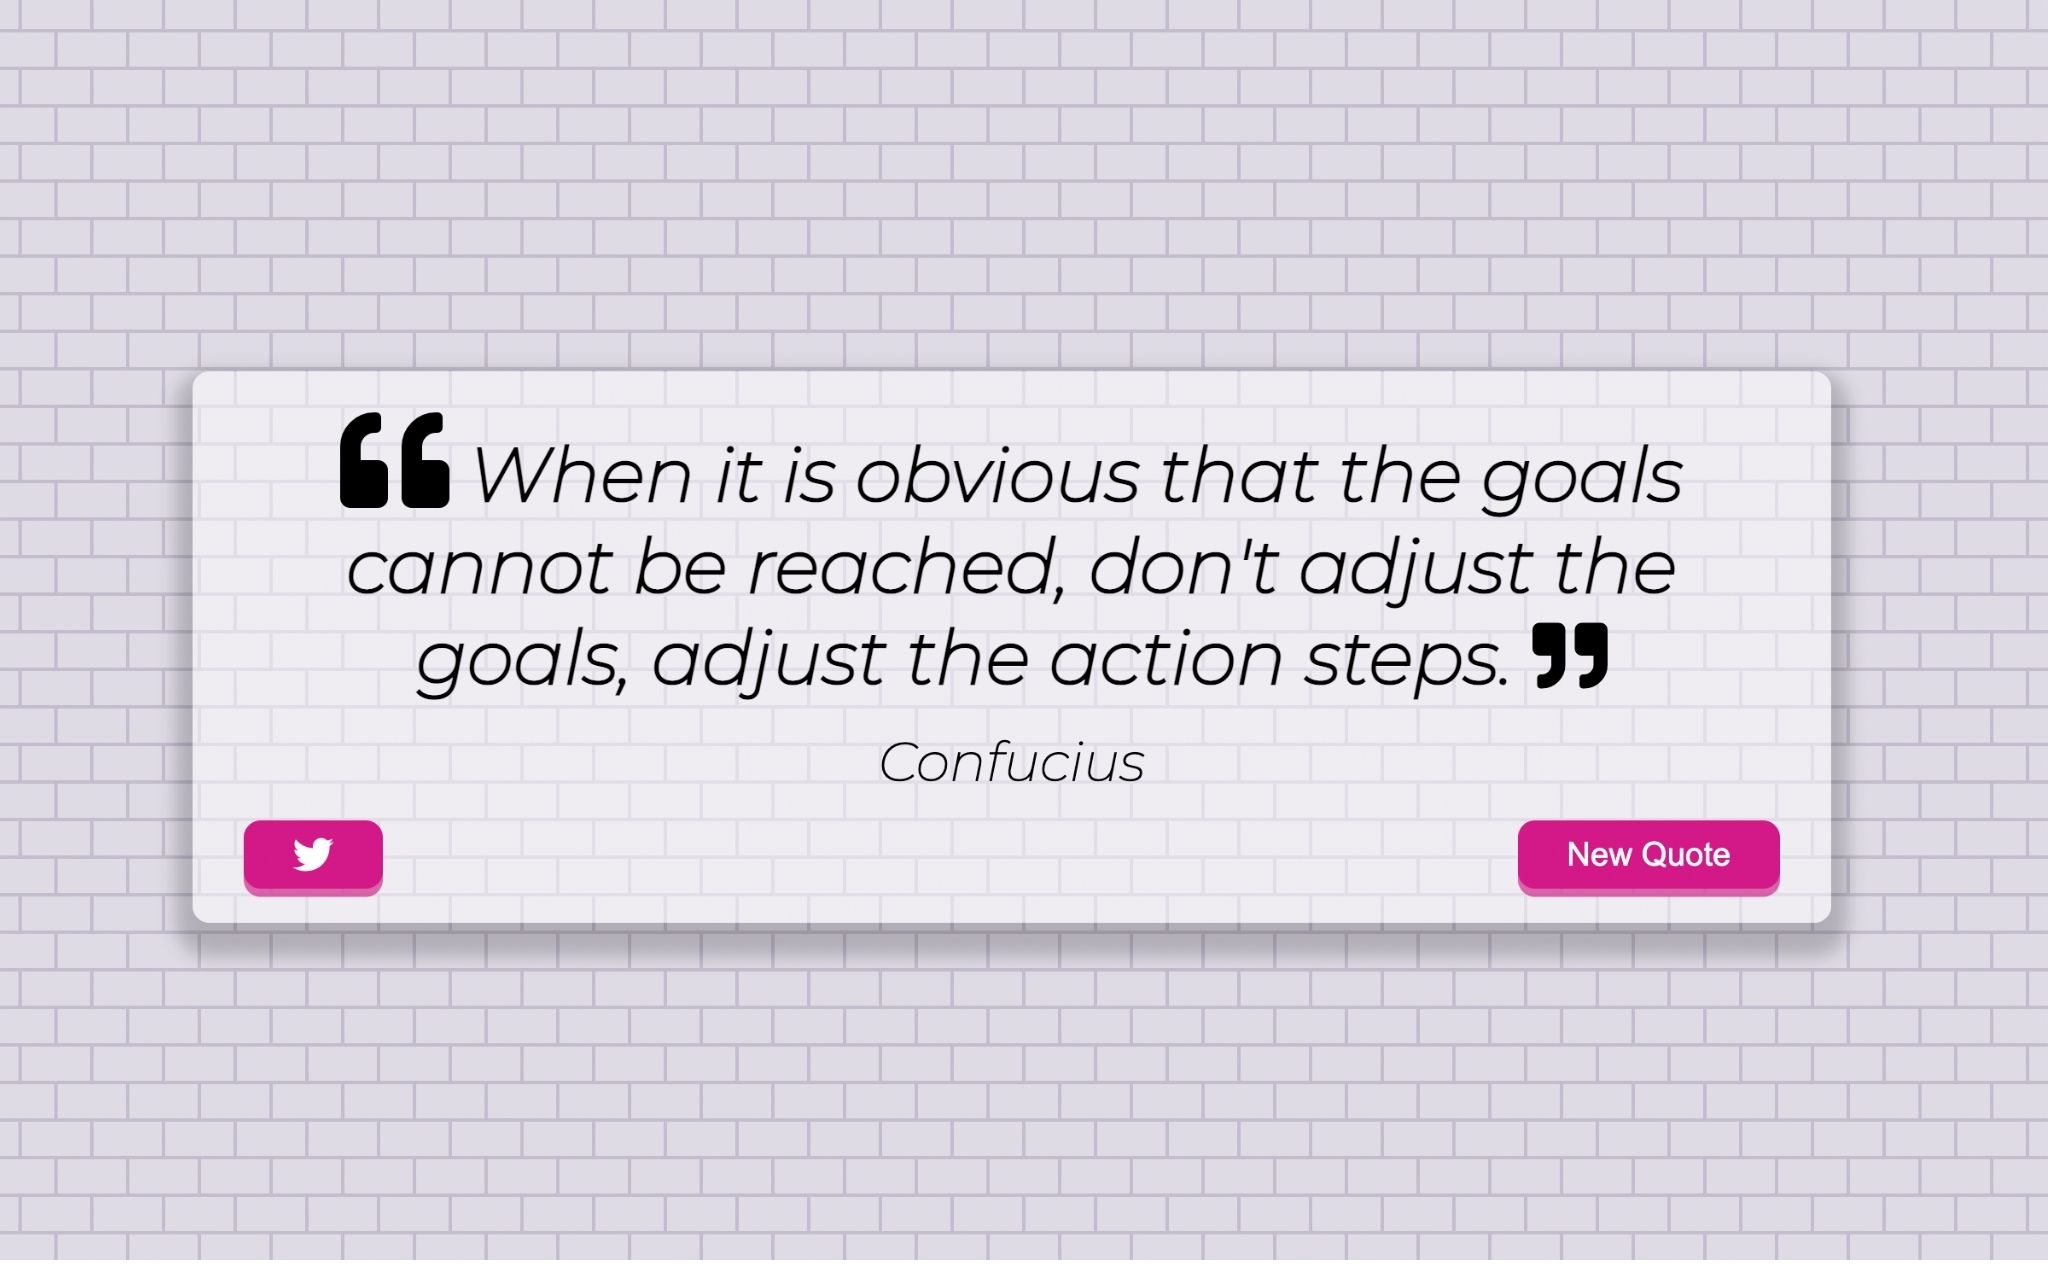 “ When it is obvious that the goals
cannot be reached, don't adjust the
goals, adjust the action steps. ”
Confucius
New Quote